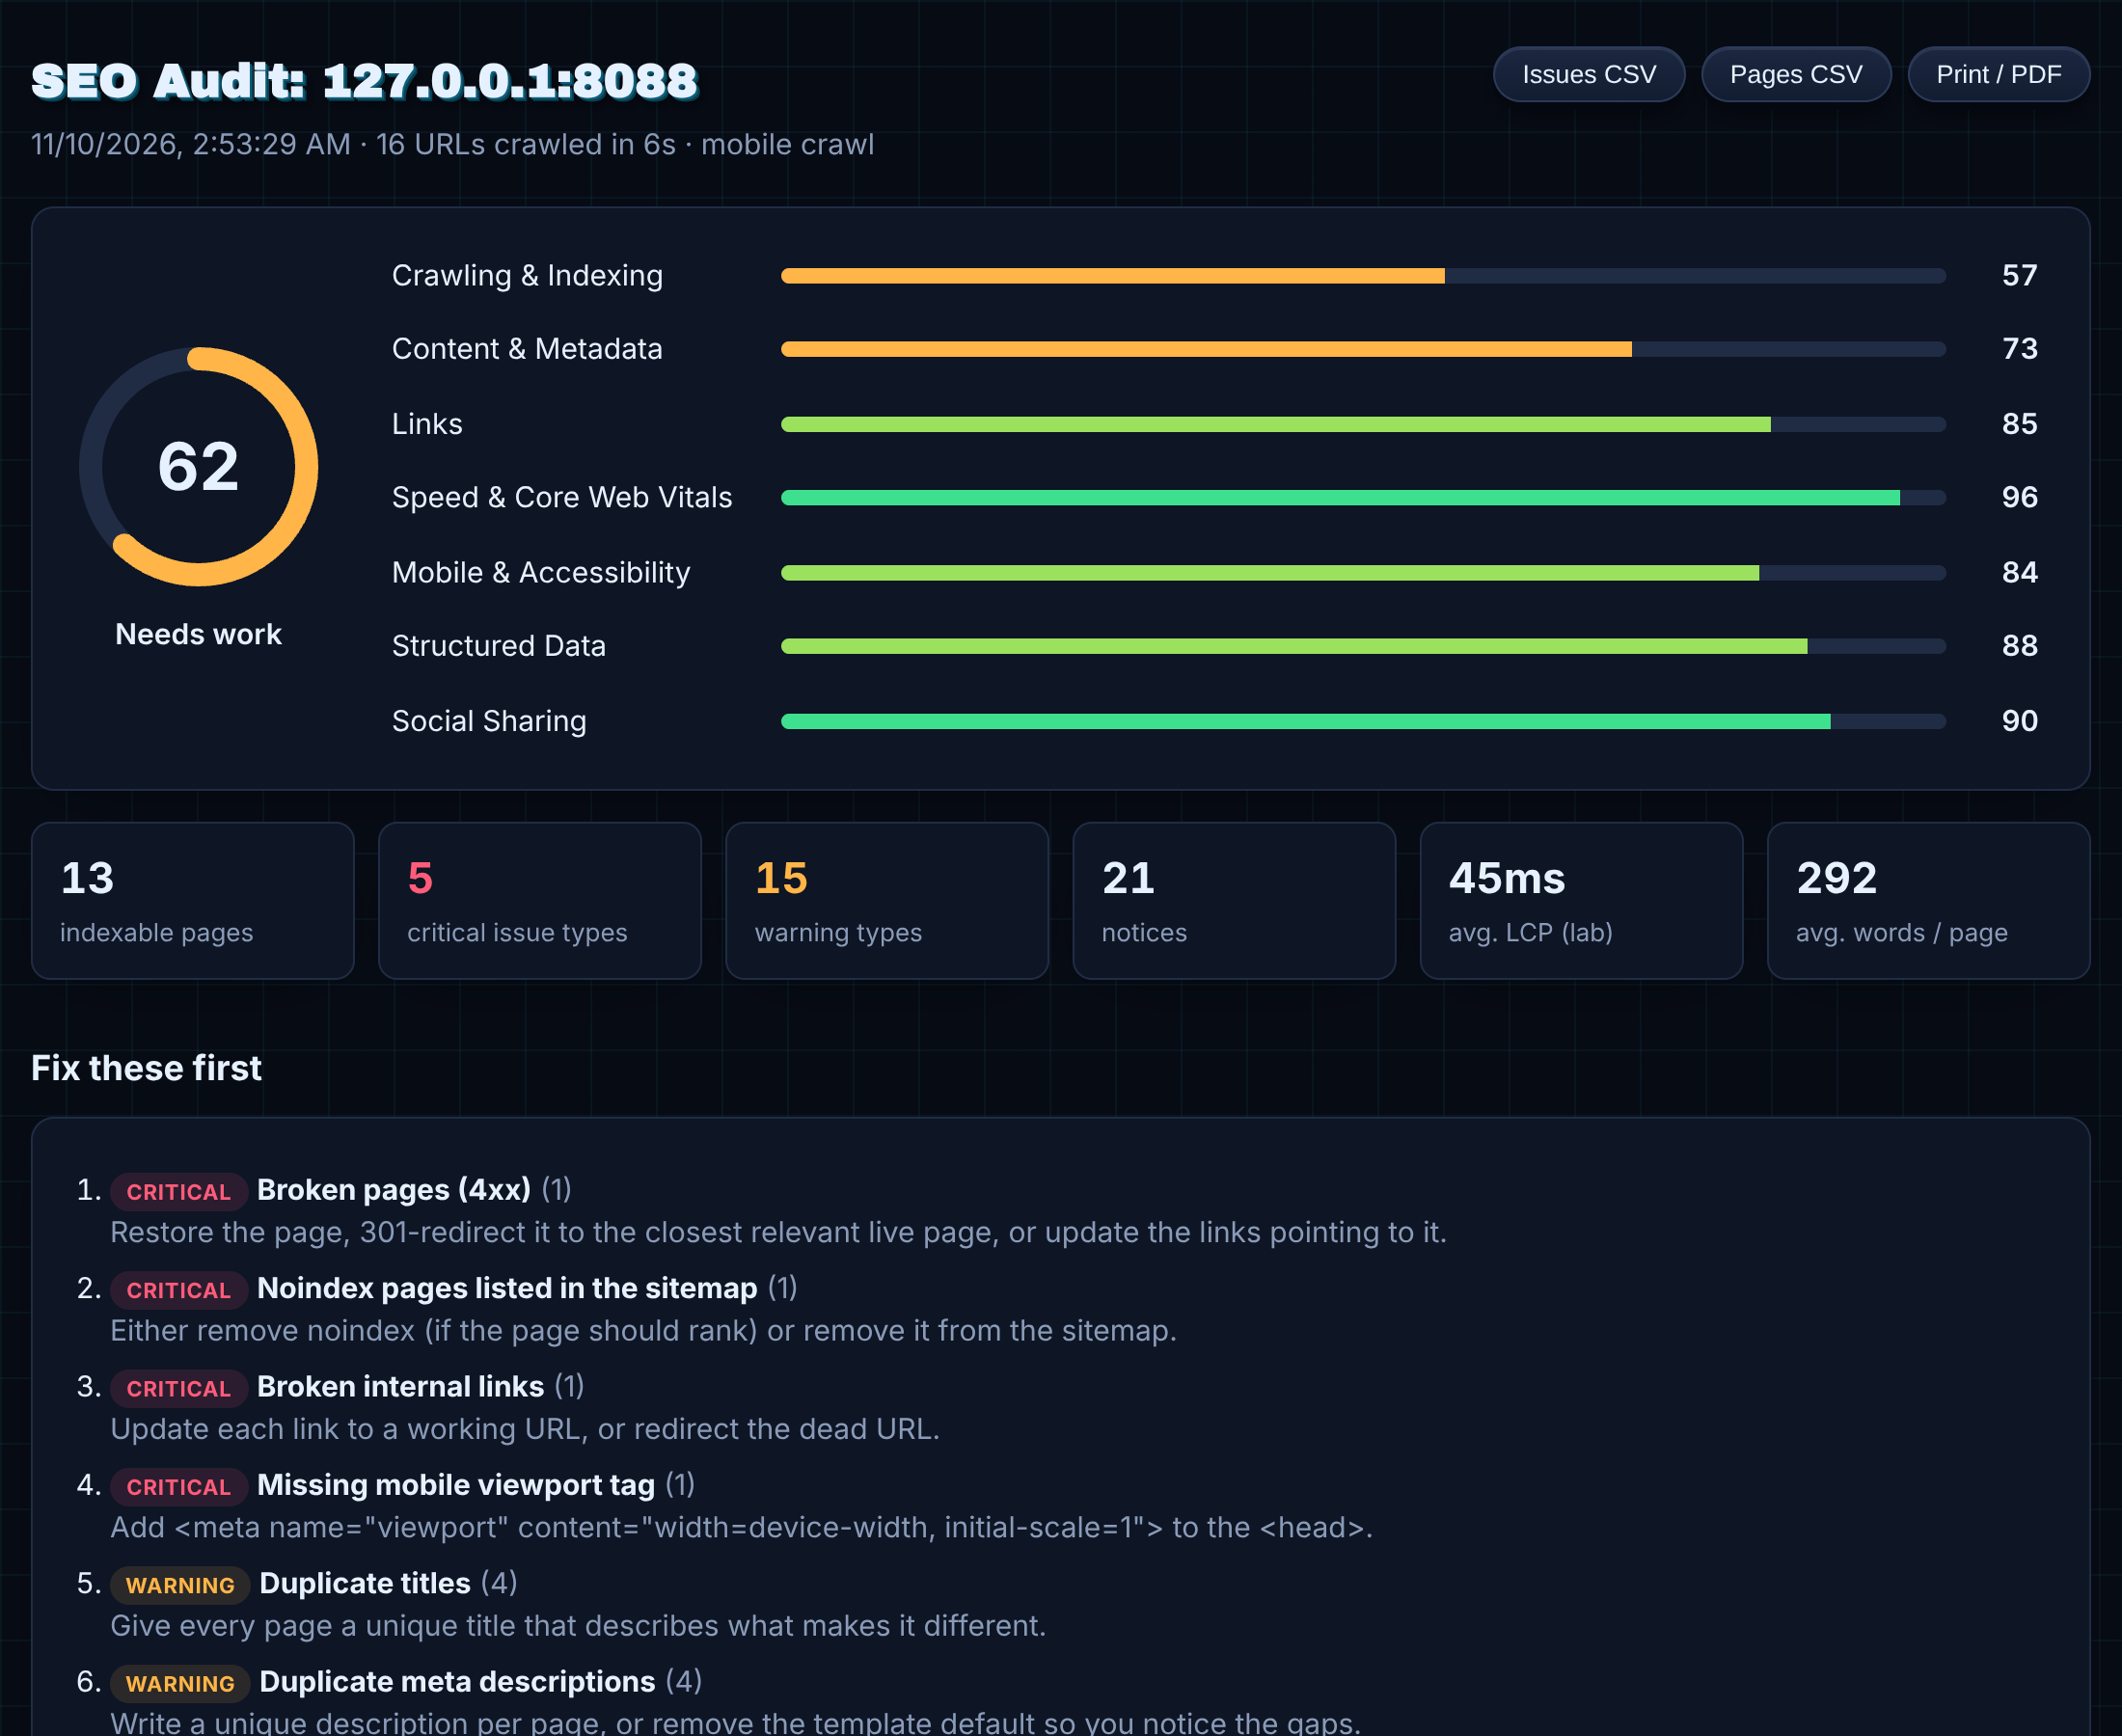 SEO Audit: 127.0.0.1:8088
Issues CSV
Pages CSV
Print / PDF
11/10/2026, 2:53:29 AM · 16 URLs crawled in 6s · mobile crawl
62
Needs work
Crawling & Indexing 57
Content & Metadata 73
Links 85
Speed & Core Web Vitals 96
Mobile & Accessibility 84
Structured Data 88
Social Sharing 90
13
indexable pages
5
critical issue types
15
warning types
21
notices
45ms
avg. LCP (lab)
292
avg. words / page
Fix these first
1. CRITICAL Broken pages (4xx) (1)
Restore the page, 301-redirect it to the closest relevant live page, or update the links pointing to it.
2. CRITICAL Noindex pages listed in the sitemap (1)
Either remove noindex (if the page should rank) or remove it from the sitemap.
3. CRITICAL Broken internal links (1)
Update each link to a working URL, or redirect the dead URL.
4. CRITICAL Missing mobile viewport tag (1)
Add <meta name="viewport" content="width=device-width, initial-scale=1"> to the <head>.
5. WARNING Duplicate titles (4)
Give every page a unique title that describes what makes it different.
6. WARNING Duplicate meta descriptions (4)
Write a unique description per page, or remove the template default so you notice the gaps.